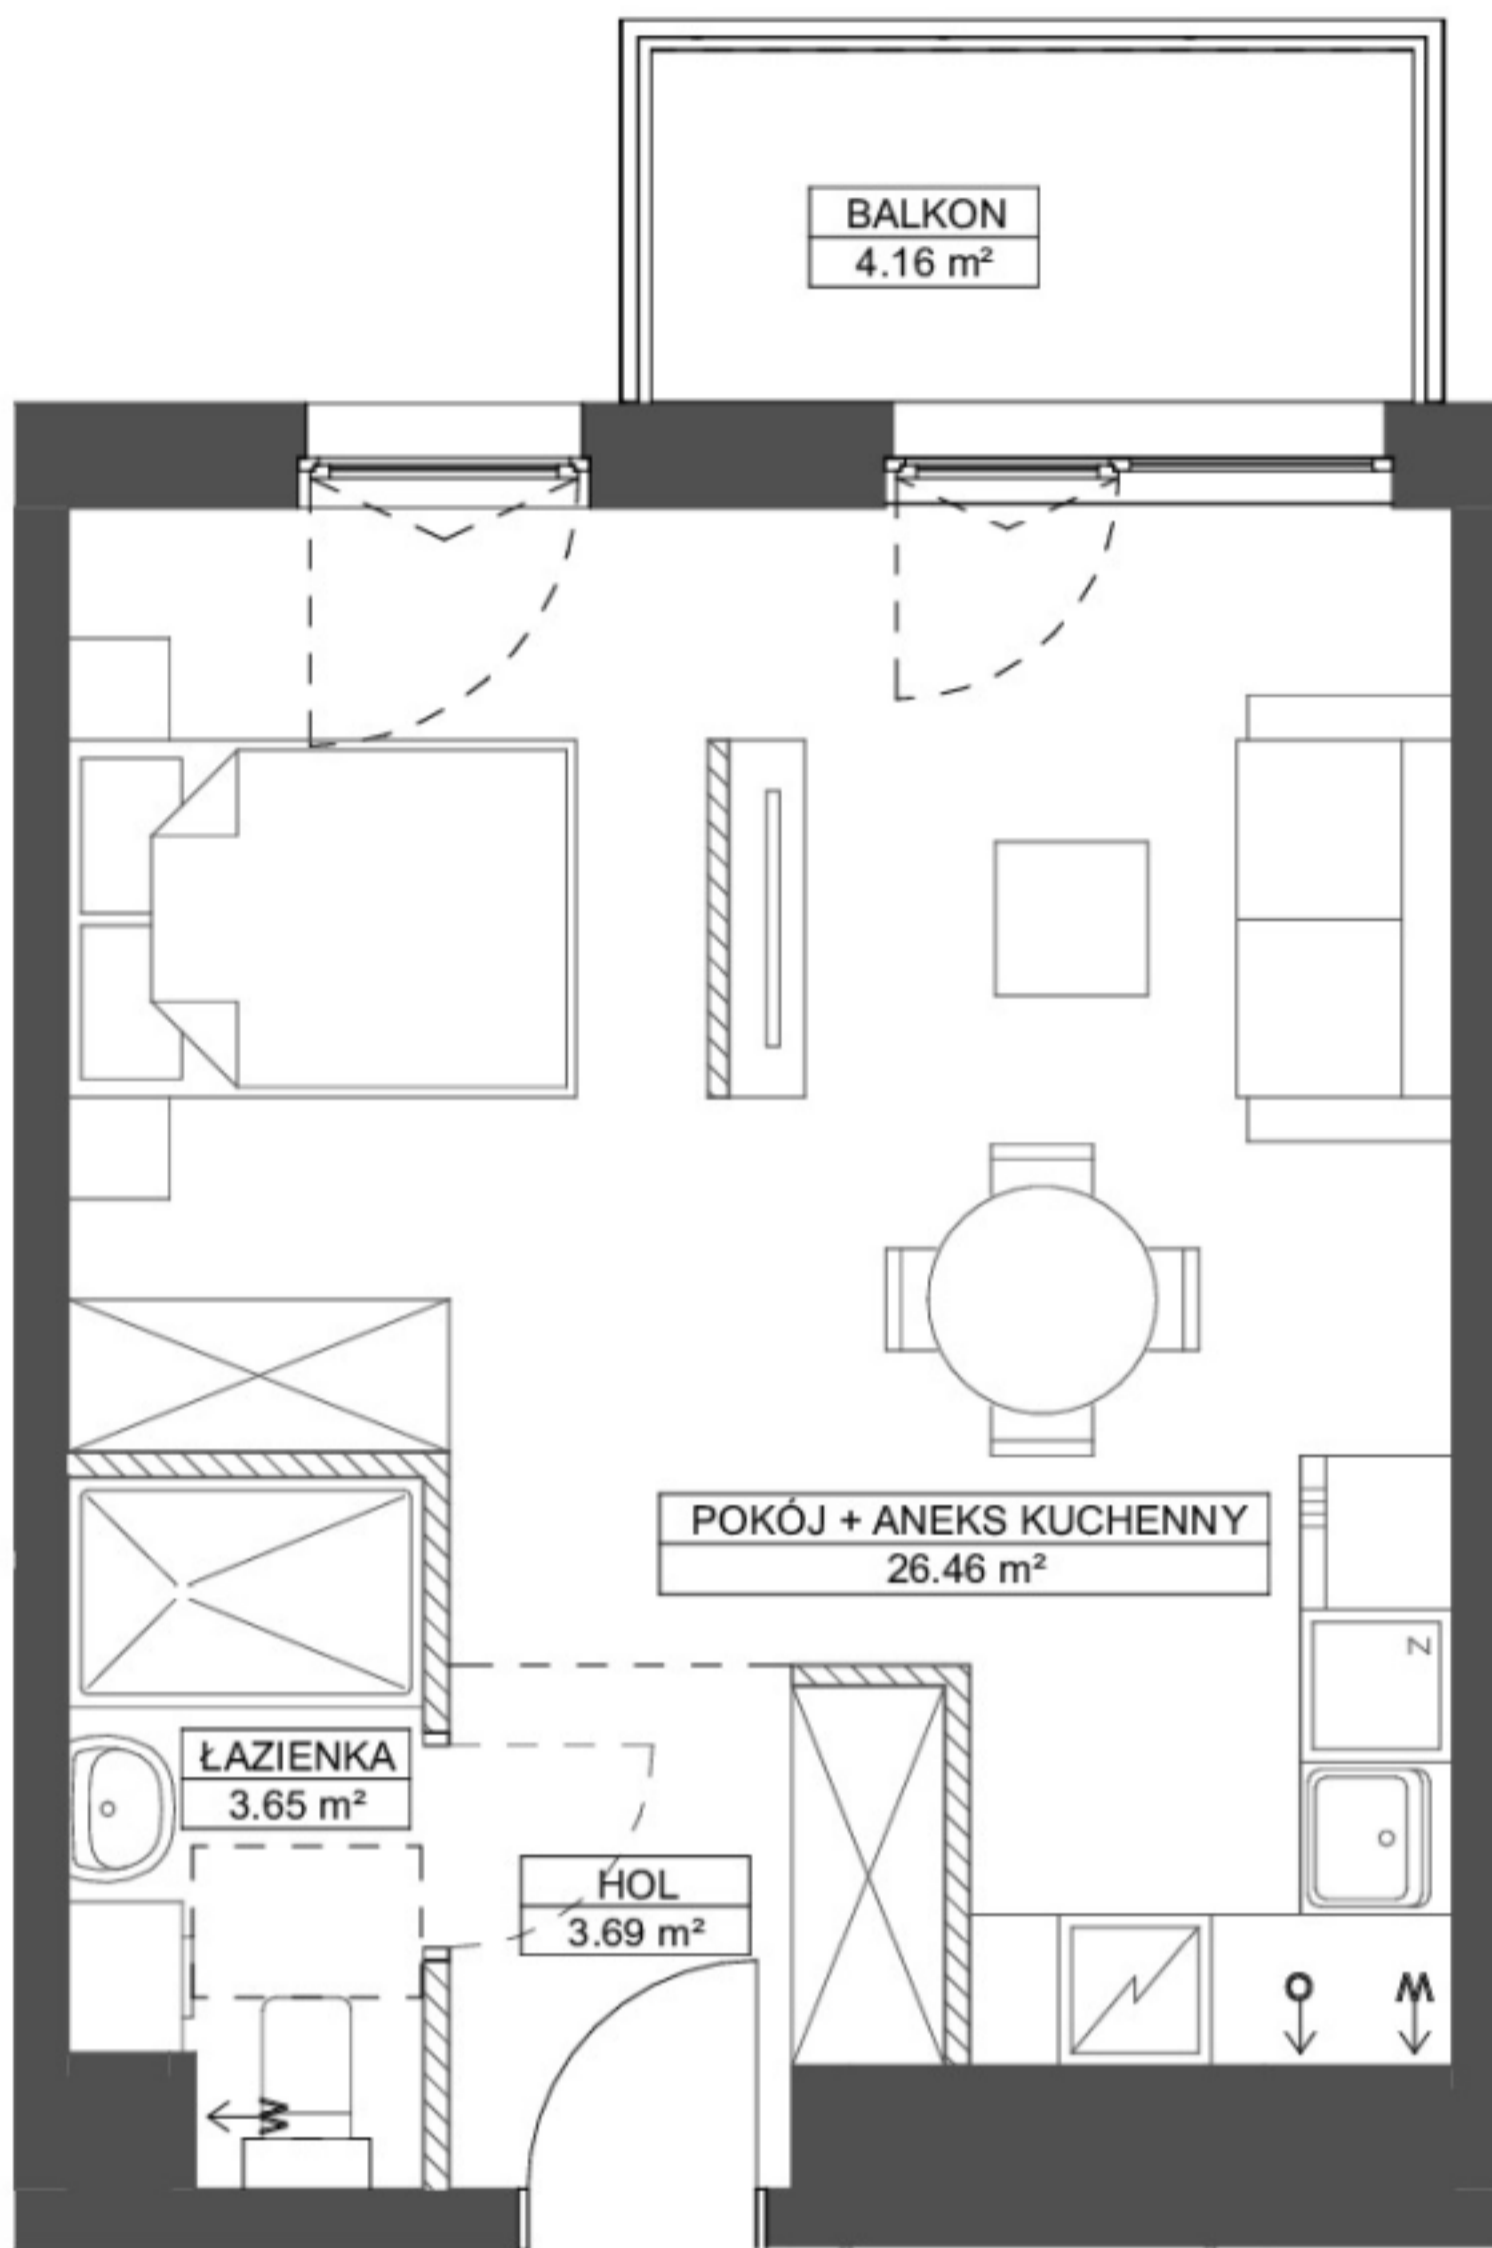 BALKON
4.16 m²
POKÓJ + ANEKS KUCHENNY
26.46 m²
Z
ŁAZIENKA
3.65 m²
HOL
3.69 m²
O
W
W